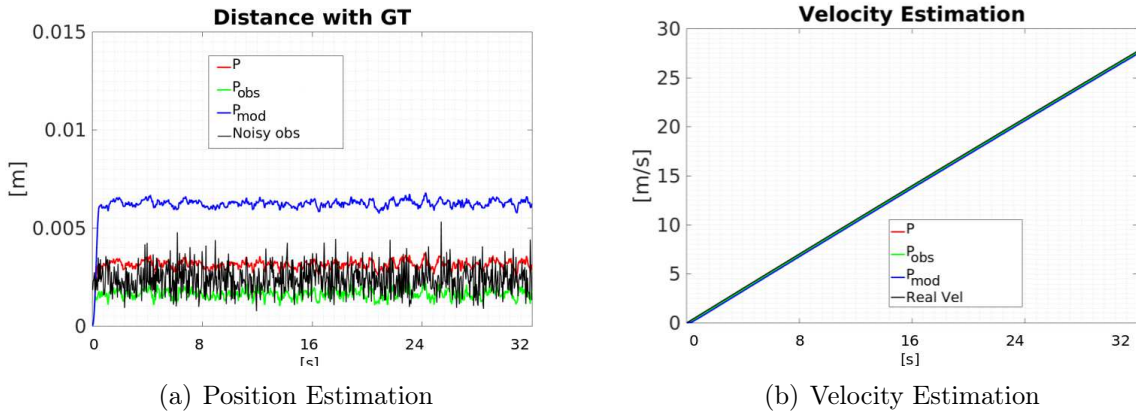 Distance with GT
0.015
0.01
0.005
0
[m]
P
P_obs
P_mod
Noisy obs
0 8 16 24 32
[s]
(a) Position Estimation
Velocity Estimation
30
25
20
15
10
5
0
[m/s]
P
P_obs
P_mod
Real Vel
0 8 16 24 32
[s]
(b) Velocity Estimation